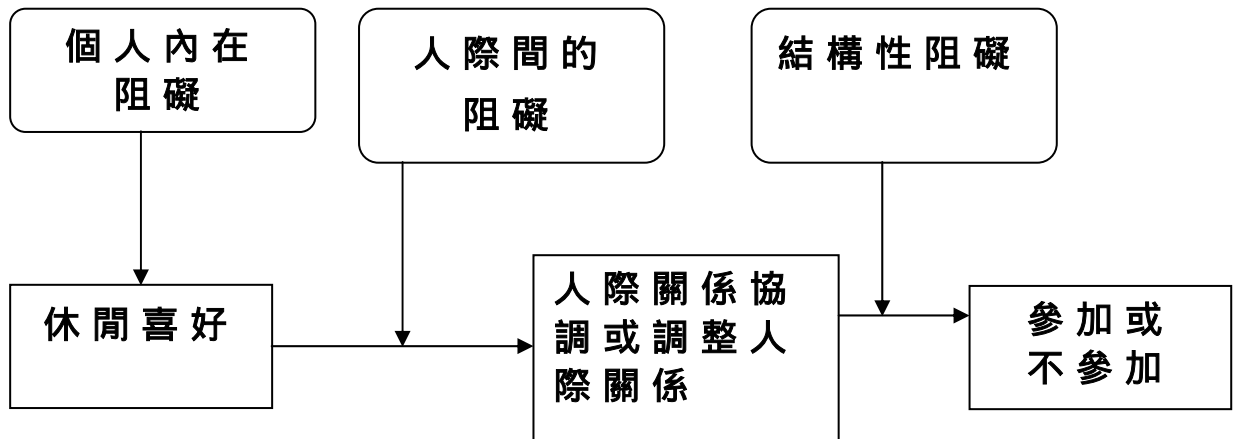 個人內在
阻礙
人際間的
阻礙
結構性阻礙
休閒喜好
人際關係協
調或調整人
際關係
參加或
不參加